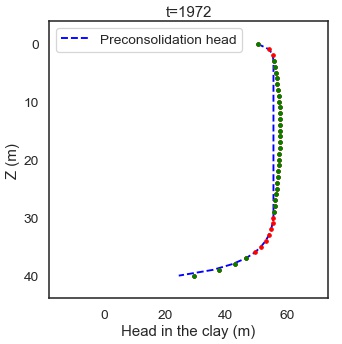 t=1972
Preconsolidation head
0
10
20
30
40
Z (m)
0 20 40 60
Head in the clay (m)